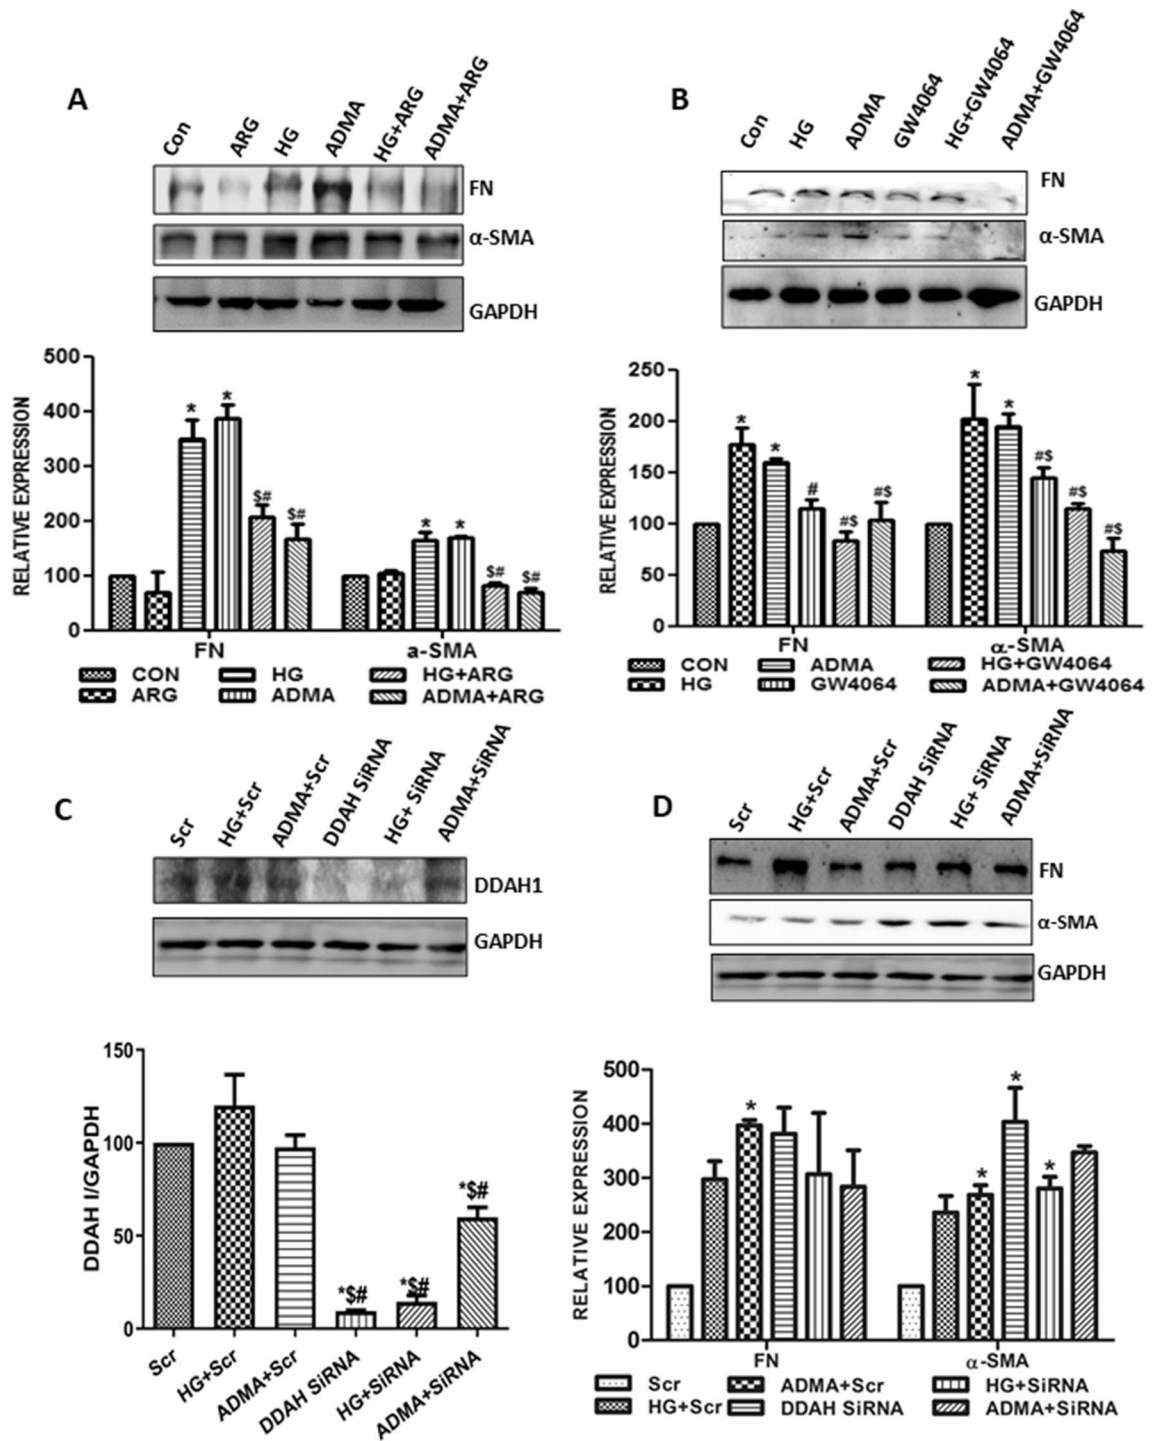 A
Con
ARG
HG
ADMA
HG+ARG
ADMA+ARG
FN
α-SMA
GAPDH
RELATIVE EXPRESSION
500
400
300
200
100
0
*
*
$#
$#
*
*
$#
$#
FN
a-SMA
CON
HG
HG+ARG
ARG
ADMA
ADMA+ARG
B
Con
HG
ADMA
GW4064
HG+GW4064
ADMA+GW4064
FN
α-SMA
GAPDH
RELATIVE EXPRESSION
250
200
150
100
50
0
*
*
#
#$
#$
*
*
#$
#$
#$
FN
α-SMA
CON
ADMA
HG+GW4064
HG
GW4064
ADMA+GW4064
C
Scr
HG+Scr
ADMA+Scr
DDAH SiRNA
HG+ SiRNA
ADMA+SiRNA
DDAH1
GAPDH
DDAH I/GAPDH
150
100
50
0
*$#
*$#
*$#
Scr
HG+Scr
ADMA+Scr
DDAH SiRNA
HG+SiRNA
ADMA+SiRNA
D
Scr
HG+Scr
ADMA+Scr
DDAH SiRNA
HG+ SiRNA
ADMA+SiRNA
FN
α-SMA
GAPDH
RELATIVE EXPRESSION
500
400
300
200
100
0
*
*
*
*
FN
α-SMA
Scr
ADMA+Scr
HG+SiRNA
HG+Scr
DDAH SiRNA
ADMA+SiRNA